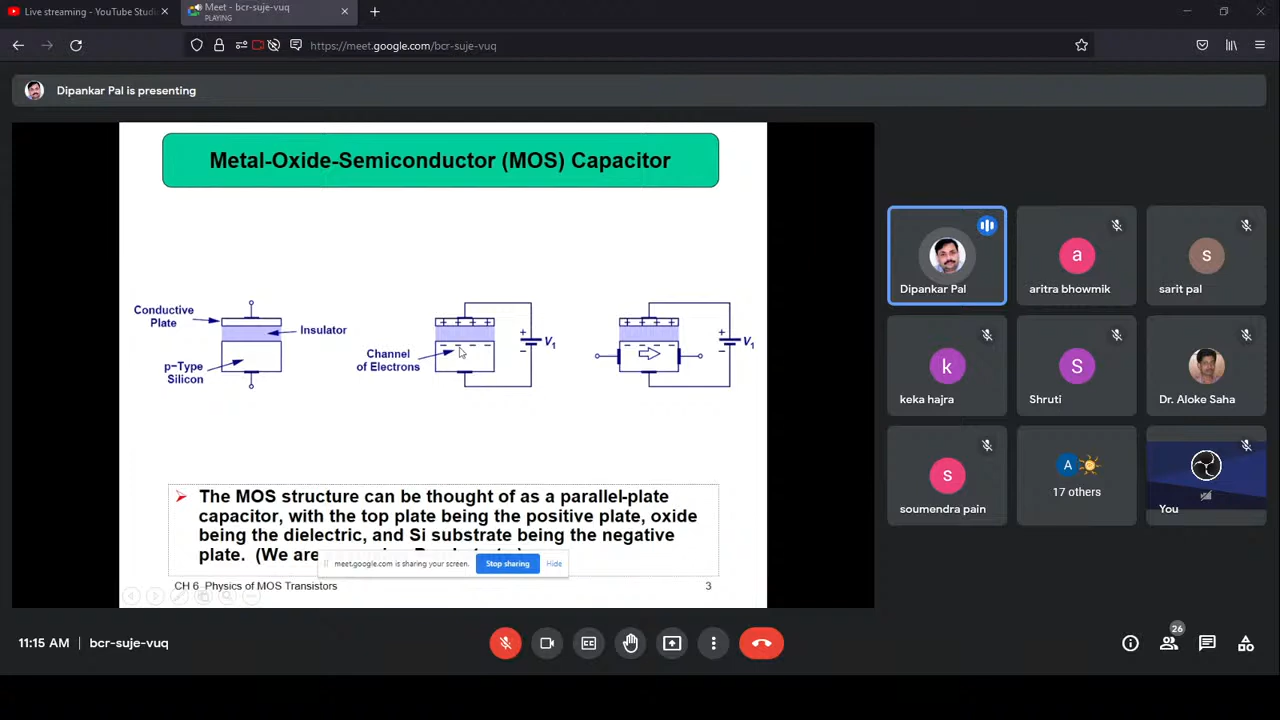 Live streaming - YouTube Studi
Meet - bcr-suje-vuq
PLAYING
https://meet.google.com/bcr-suje-vuq
Dipankar Pal is presenting
Metal-Oxide-Semiconductor (MOS) Capacitor
Conductive
Plate
Insulator
p-Type
Silicon
Channel
of Electrons
+ + + +
- - - -
+
-
V1
+ + + +
- -
+
-
V1
The MOS structure can be thought of as a parallel-plate
capacitor, with the top plate being the positive plate, oxide
being the dielectric, and Si substrate being the negative
plate. (We are
meet.google.com is sharing your screen.
Stop sharing
Hide
CH 6 Physics of MOS Transistors
3
Dipankar Pal
a
aritra bhowmik
s
sarit pal
k
keka hajra
S
Shruti
Dr. Aloke Saha
s
soumendra pain
A
17 others
You
11:15 AM
bcr-suje-vuq
CC
26